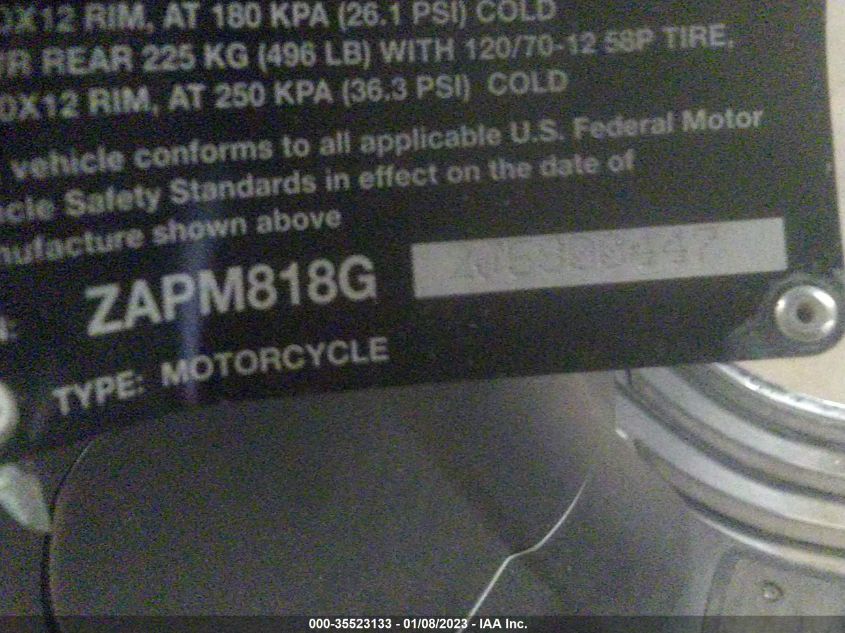 0X12 RIM, AT 180 KPA (26.1 PSI) COLD
REAR 225 KG (496 LB) WITH 120/70-12 58P TIRE,
0X12 RIM, AT 250 KPA (36.3 PSI) COLD
vehicle conforms to all applicable U.S. Federal Motor
Safety Standards in effect on the date of
shown above
ZAPM818G
TYPE: MOTORCYCLE
000-35523133 - 01/08/2023 - IAA Inc.